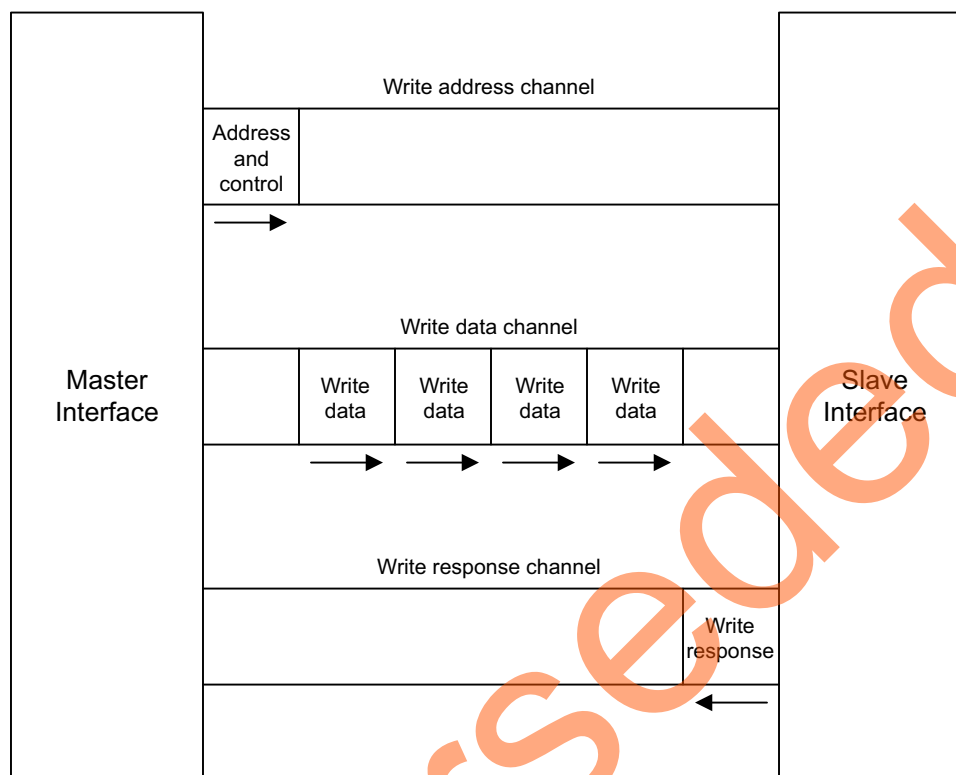 Write address channel
Address
and
control
Write data channel
Master
Interface
Write
data
Write
data
Write
data
Write
data
Slave
Interface
Write response channel
Write
response